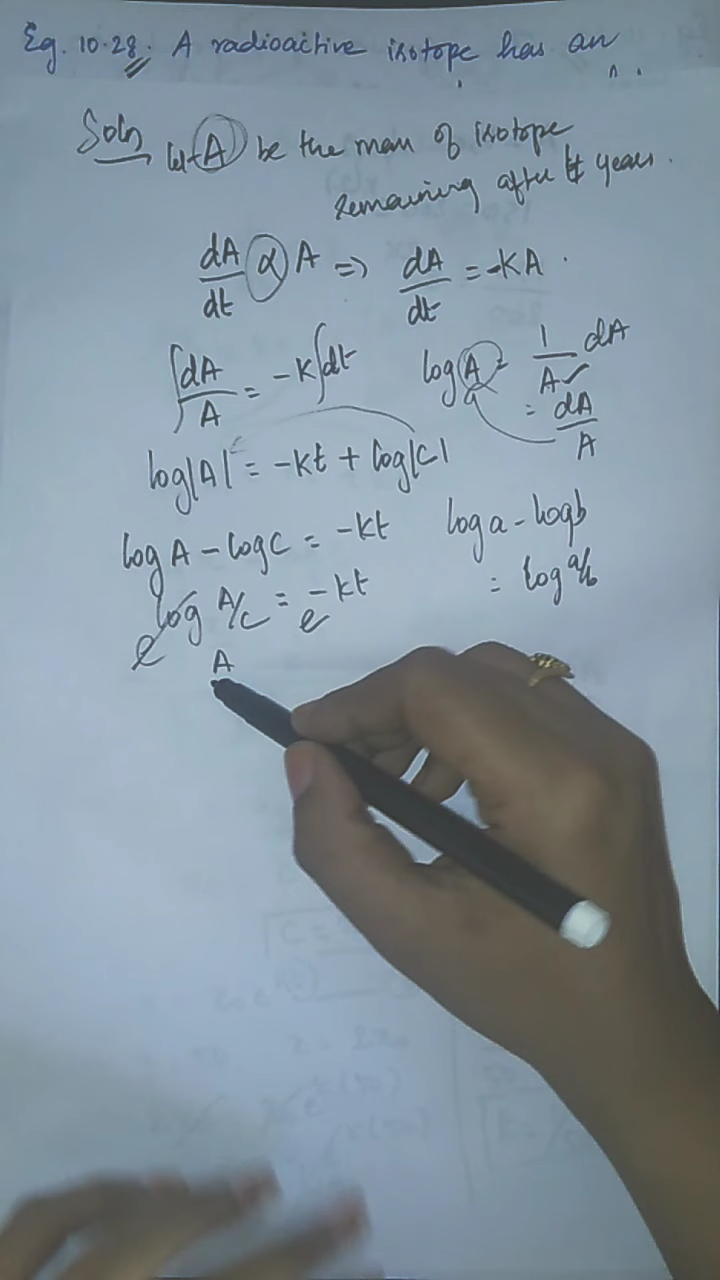 Eg. 10.28. A radioactive isotope has an
Soln let A be the mass of isotope
remaining after t years.
dA/dt ∝ A => dA/dt = -KA.
∫dA/A = -K∫dt
log(A) = 1/A dA
= dA/A
log|A| = -Kt + log|C|
log A - log C = -Kt
log a - log b
= log a/b
e^log A/C = e^-kt
A